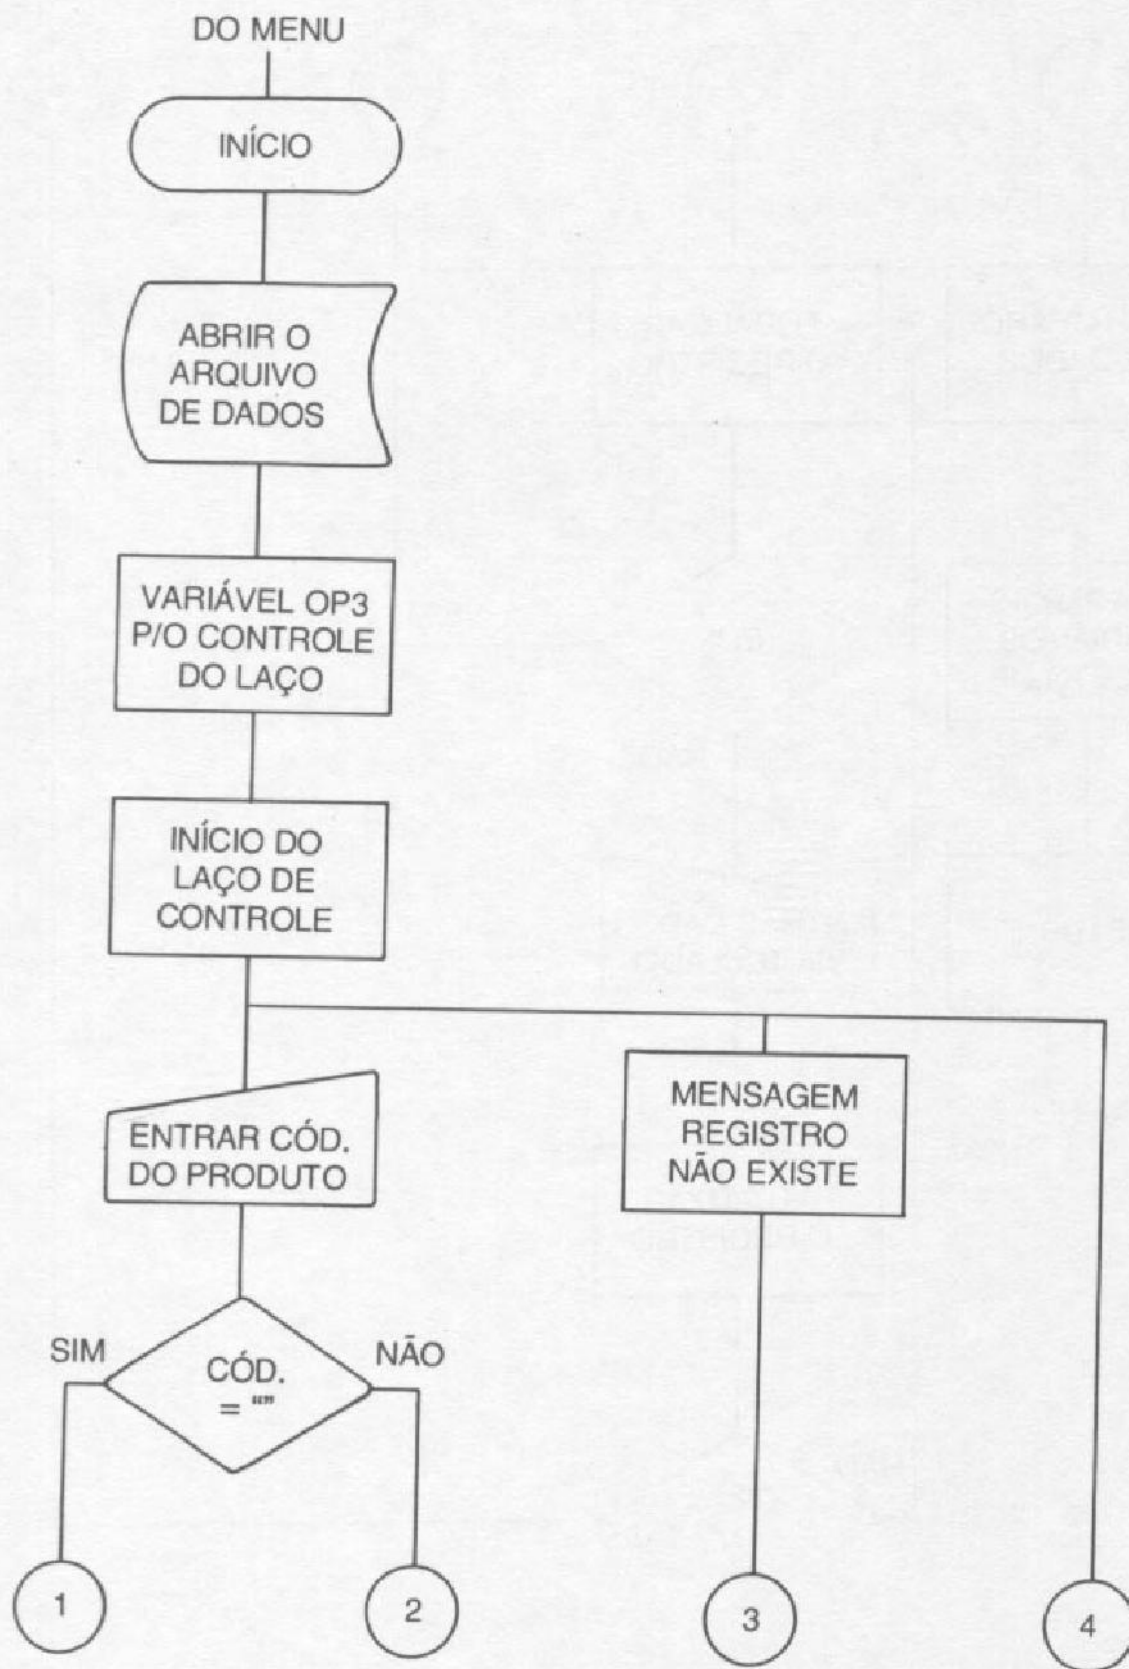 DO MENU
INÍCIO
ABRIR O
ARQUIVO
DE DADOS
VARIÁVEL OP3
P/O CONTROLE
DO LAÇO
INÍCIO DO
LAÇO DE
CONTROLE
ENTRAR CÓD.
DO PRODUTO
MENSAGEM
REGISTRO
NÃO EXISTE
SIM
CÓD.
= “”
NÃO
1
2
3
4